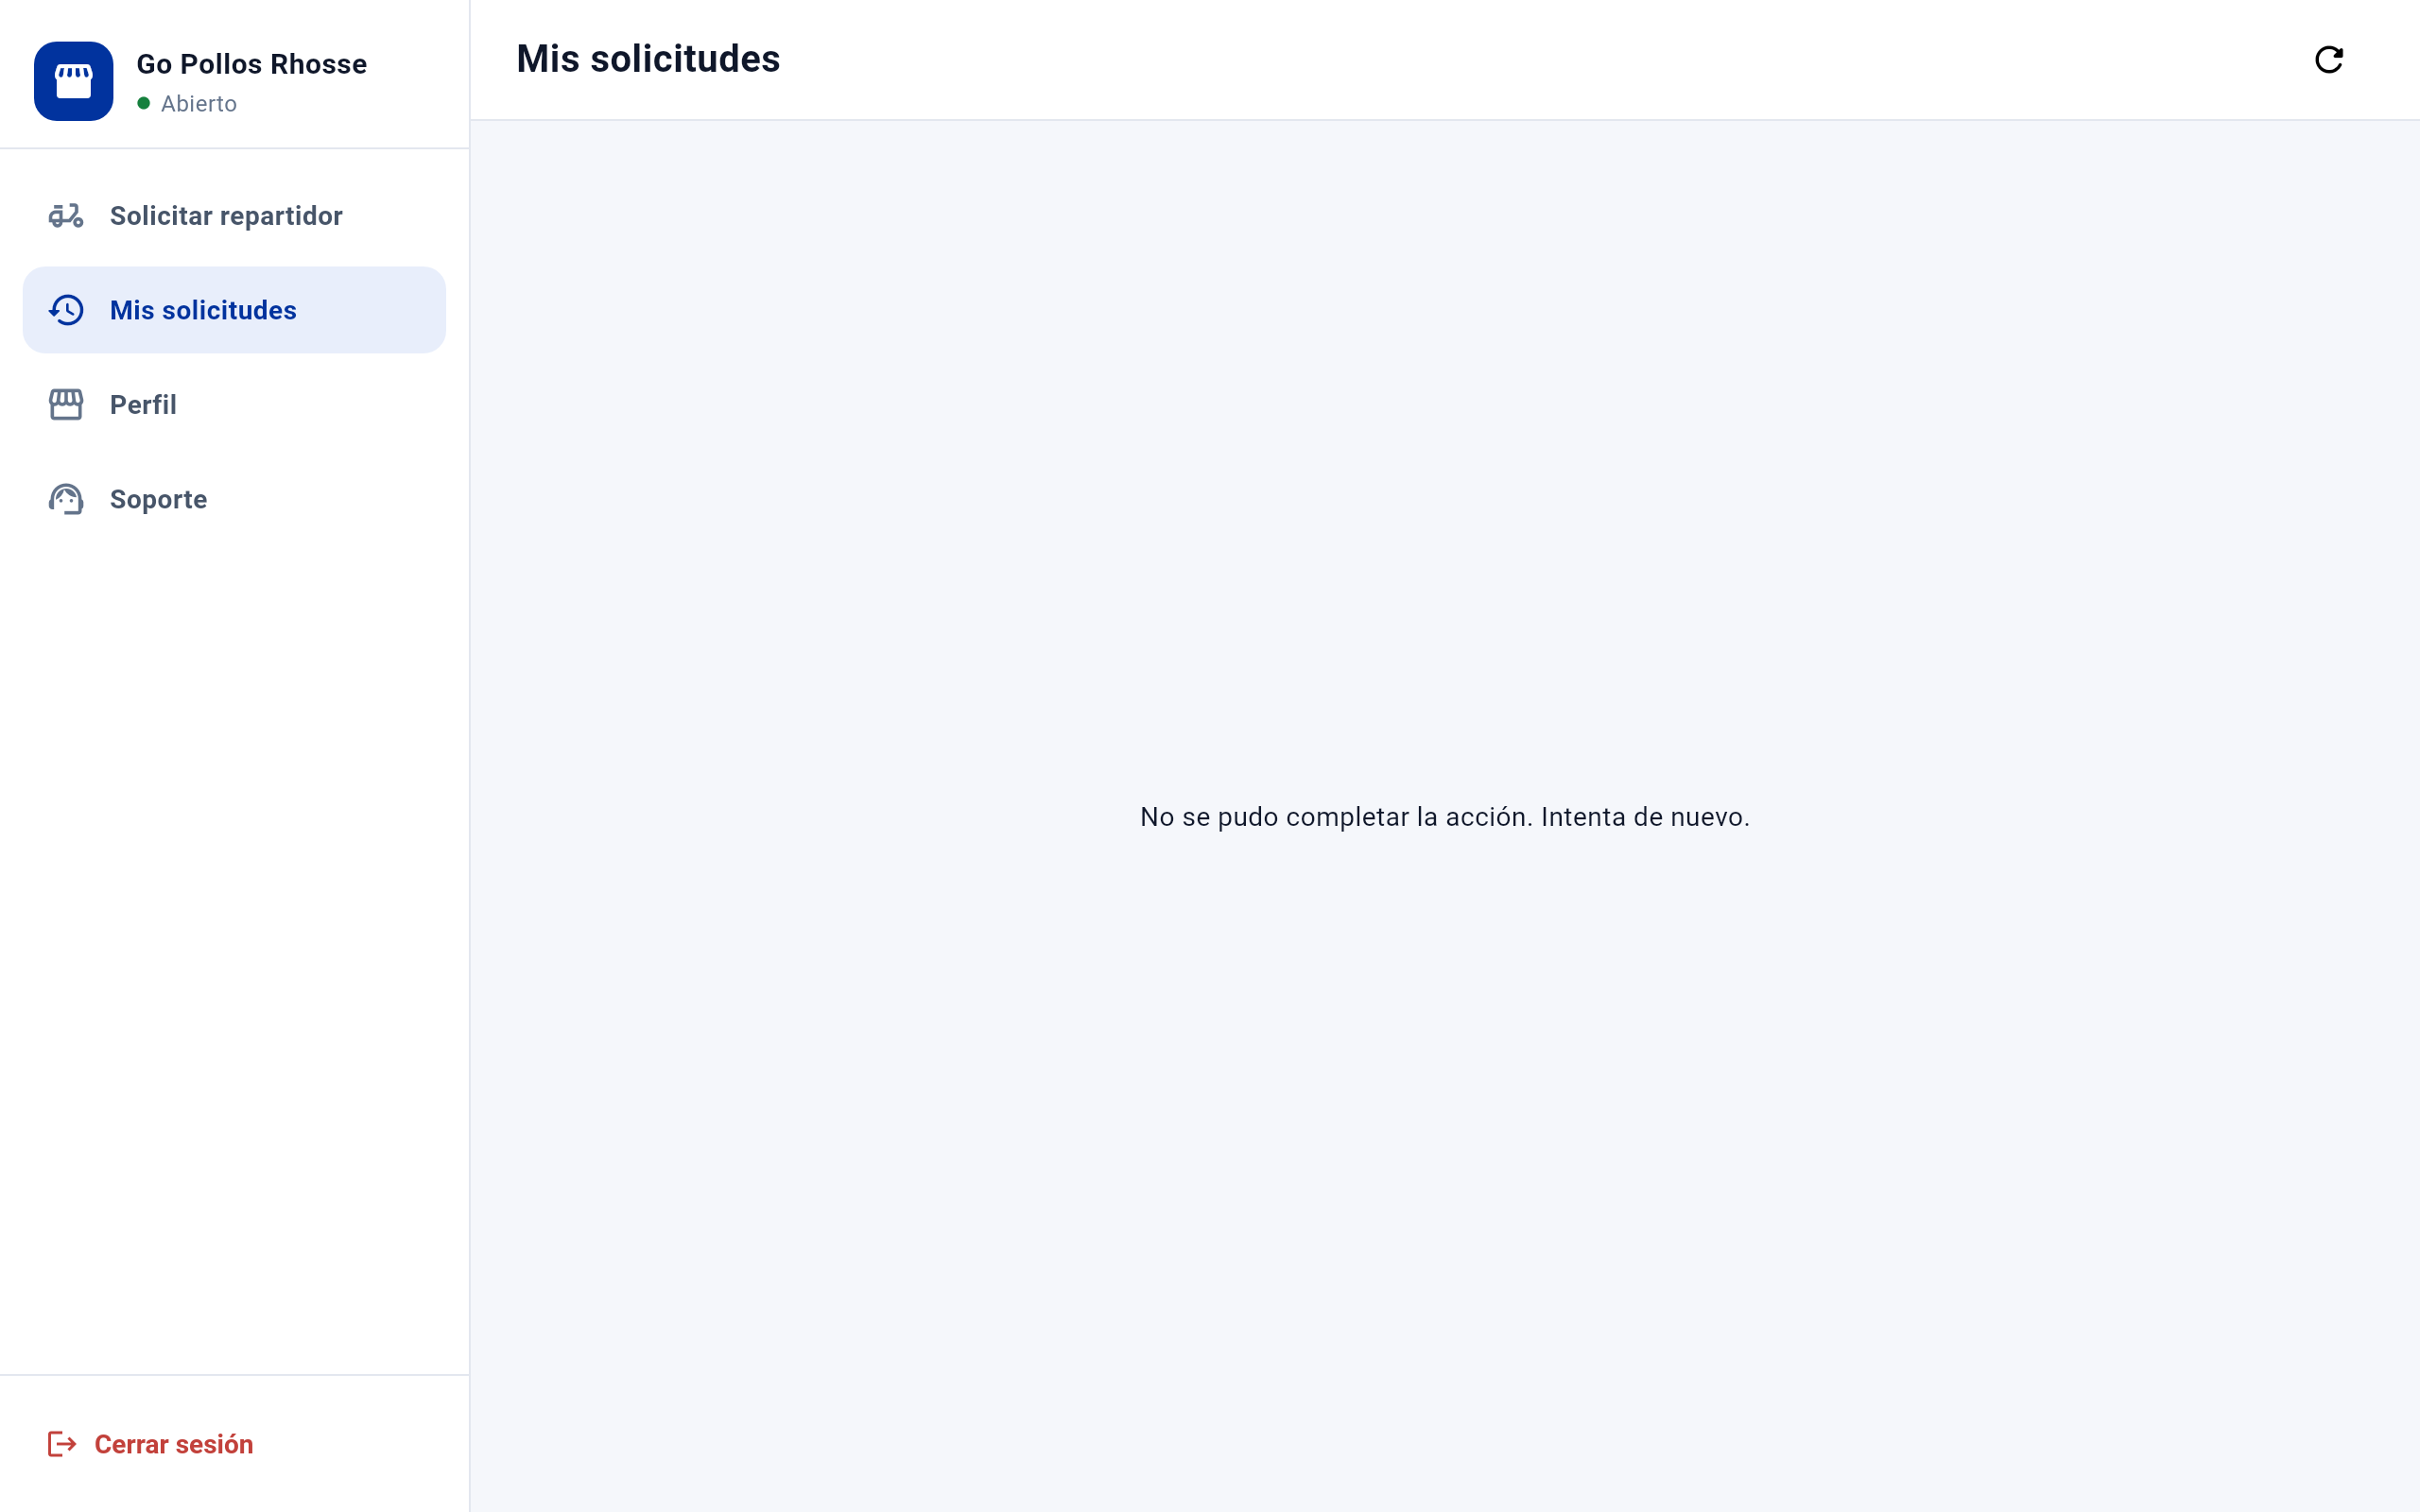 Go Pollos Rhosse
Abierto
Solicitar repartidor
Mis solicitudes
Perfil
Soporte
Cerrar sesión
Mis solicitudes
No se pudo completar la acción. Intenta de nuevo.